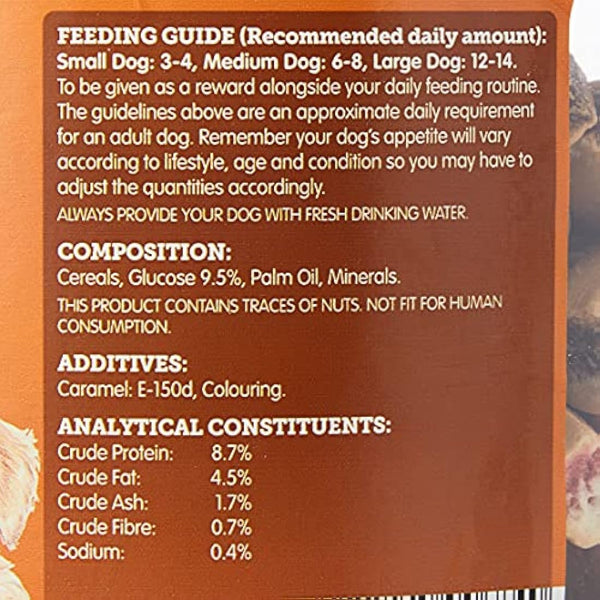 FEEDING GUIDE (Recommended daily amount):
Small Dog: 3-4, Medium Dog: 6-8, Large Dog: 12-14.
To be given as a reward alongside your daily feeding routine.
The guidelines above are an approximate daily requirement
for an adult dog. Remember your dog's appetite will vary
according to lifestyle, age and condition so you may have to
adjust the quantities accordingly.
ALWAYS PROVIDE YOUR DOG WITH FRESH DRINKING WATER.
COMPOSITION:
Cereals, Glucose 9.5%, Palm Oil, Minerals.
THIS PRODUCT CONTAINS TRACES OF NUTS. NOT FIT FOR HUMAN
CONSUMPTION.
ADDITIVES:
Caramel: E-150d, Colouring.
ANALYTICAL CONSTITUENTS:
Crude Protein: 8.7%
Crude Fat: 4.5%
Crude Ash: 1.7%
Crude Fibre: 0.7%
Sodium: 0.4%